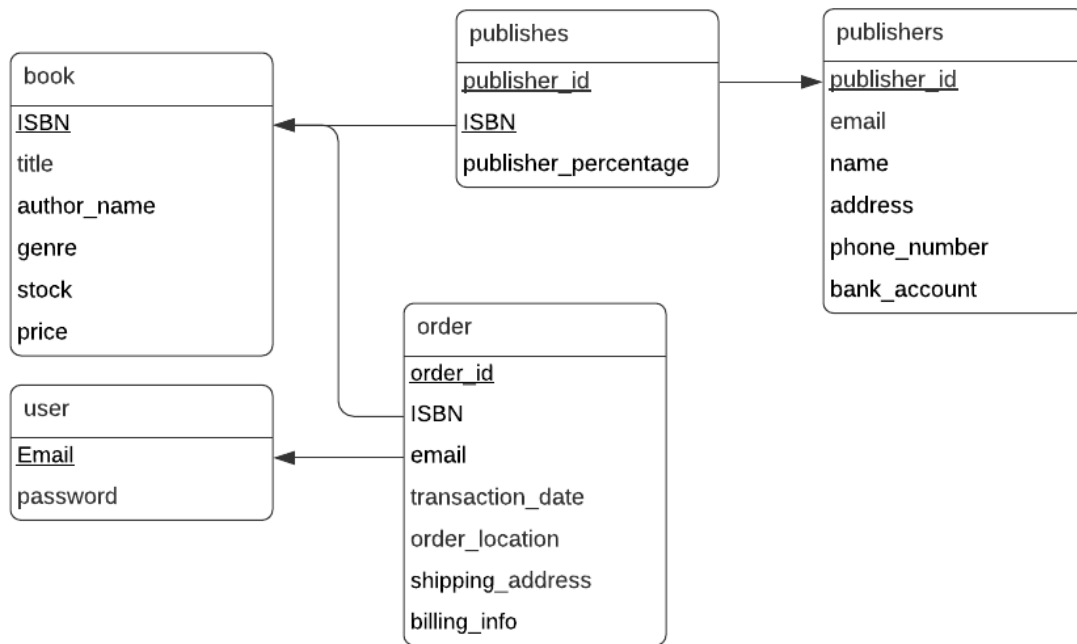 book
ISBN
title
author_name
genre
stock
price
publishes
publisher_id
ISBN
publisher_percentage
publishers
publisher_id
email
name
address
phone_number
bank_account
user
Email
password
order
order_id
ISBN
email
transaction_date
order_location
shipping_address
billing_info